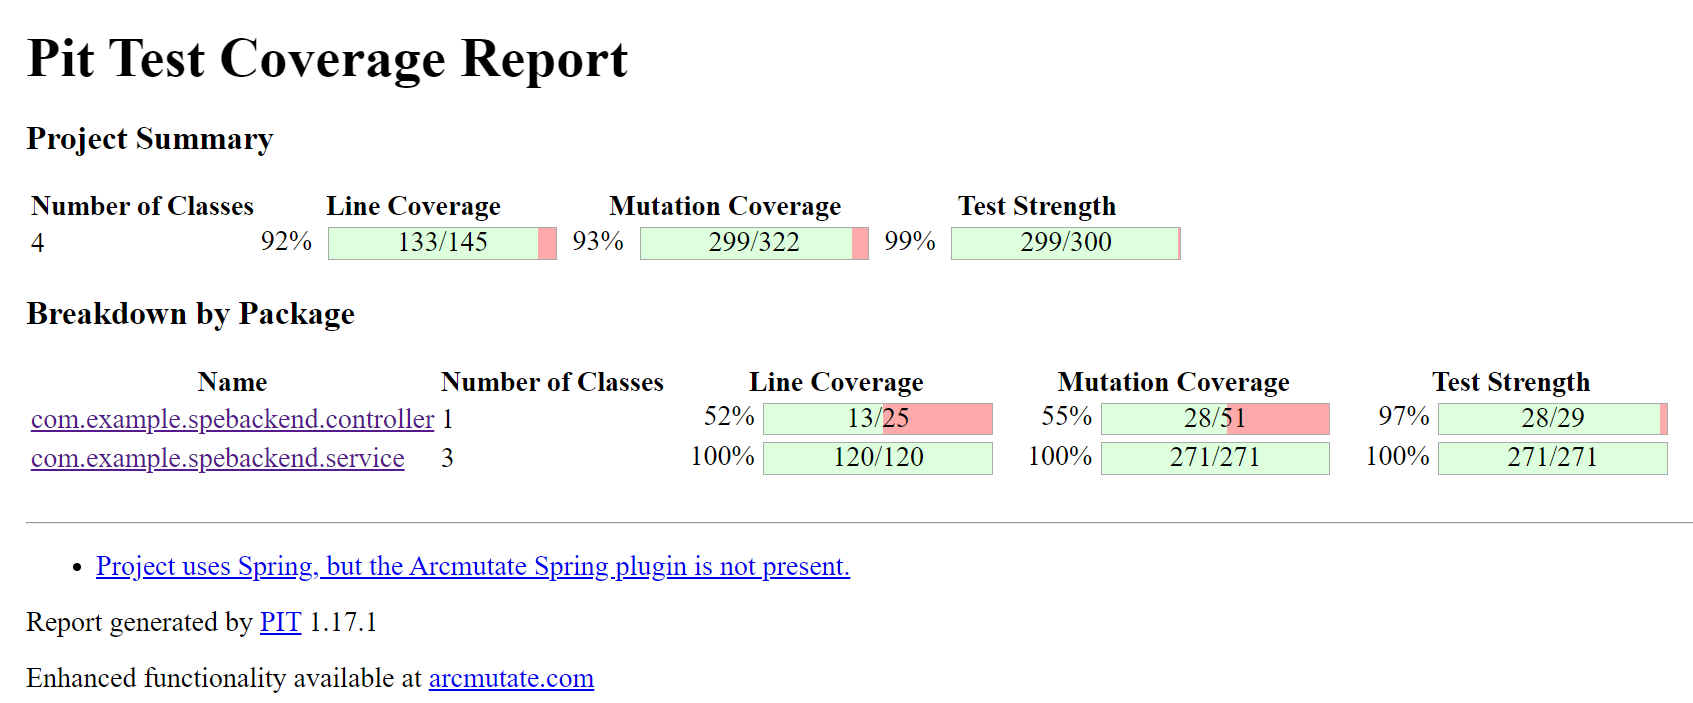 Pit Test Coverage Report
Project Summary
Number of Classes Line Coverage Mutation Coverage Test Strength
4 92% 133/145 93% 299/322 99% 299/300
Breakdown by Package
Name Number of Classes Line Coverage Mutation Coverage Test Strength
com.example.spebackend.controller 1 52% 13/25 55% 28/51 97% 28/29
com.example.spebackend.service 3 100% 120/120 100% 271/271 100% 271/271
• Project uses Spring, but the Arcmutate Spring plugin is not present.
Report generated by PIT 1.17.1
Enhanced functionality available at arcmutate.com